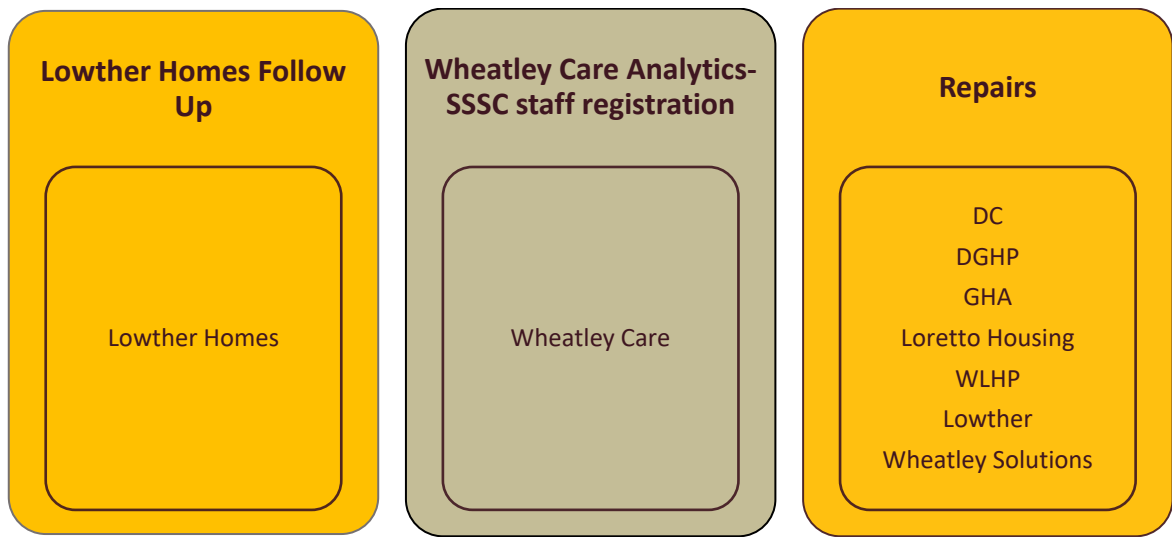 Lowther Homes Follow
Up
Lowther Homes
Wheatley Care Analytics-
SSSC staff registration
Wheatley Care
Repairs
DC
DGHP
GHA
Loretto Housing
WLHP
Lowther
Wheatley Solutions